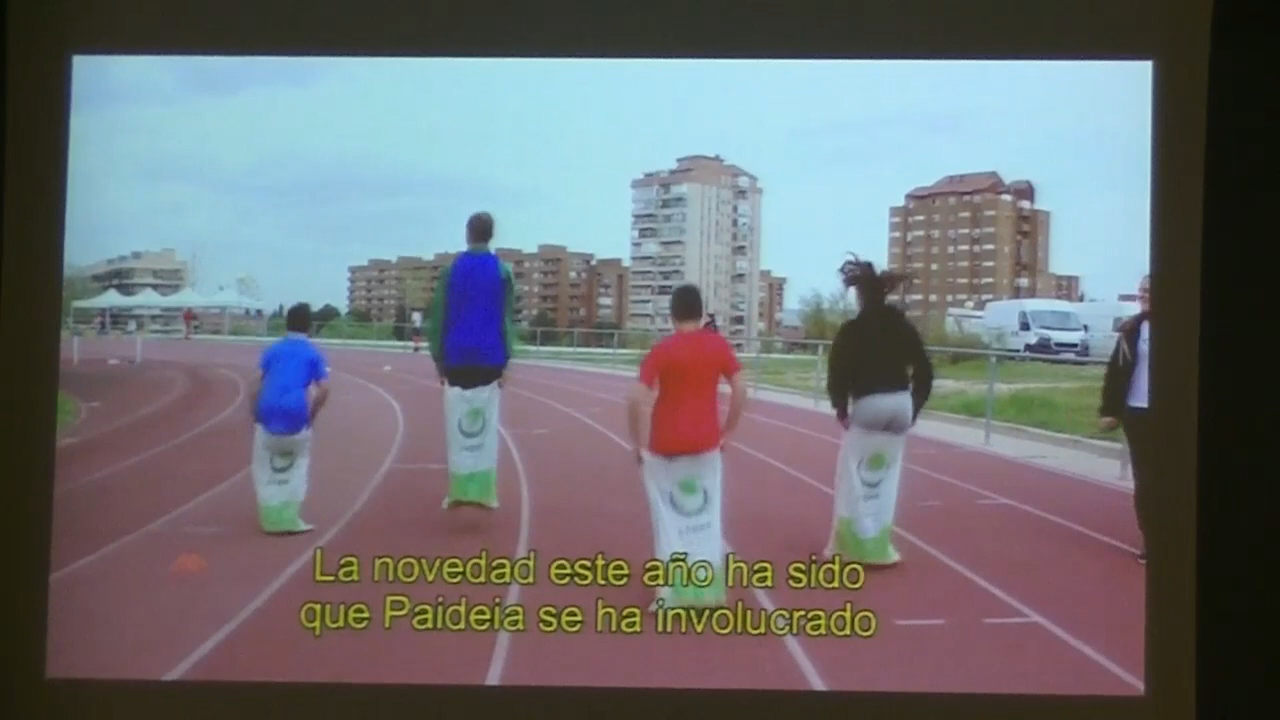 La novedad este año ha sido
que Paideia se ha involucrado